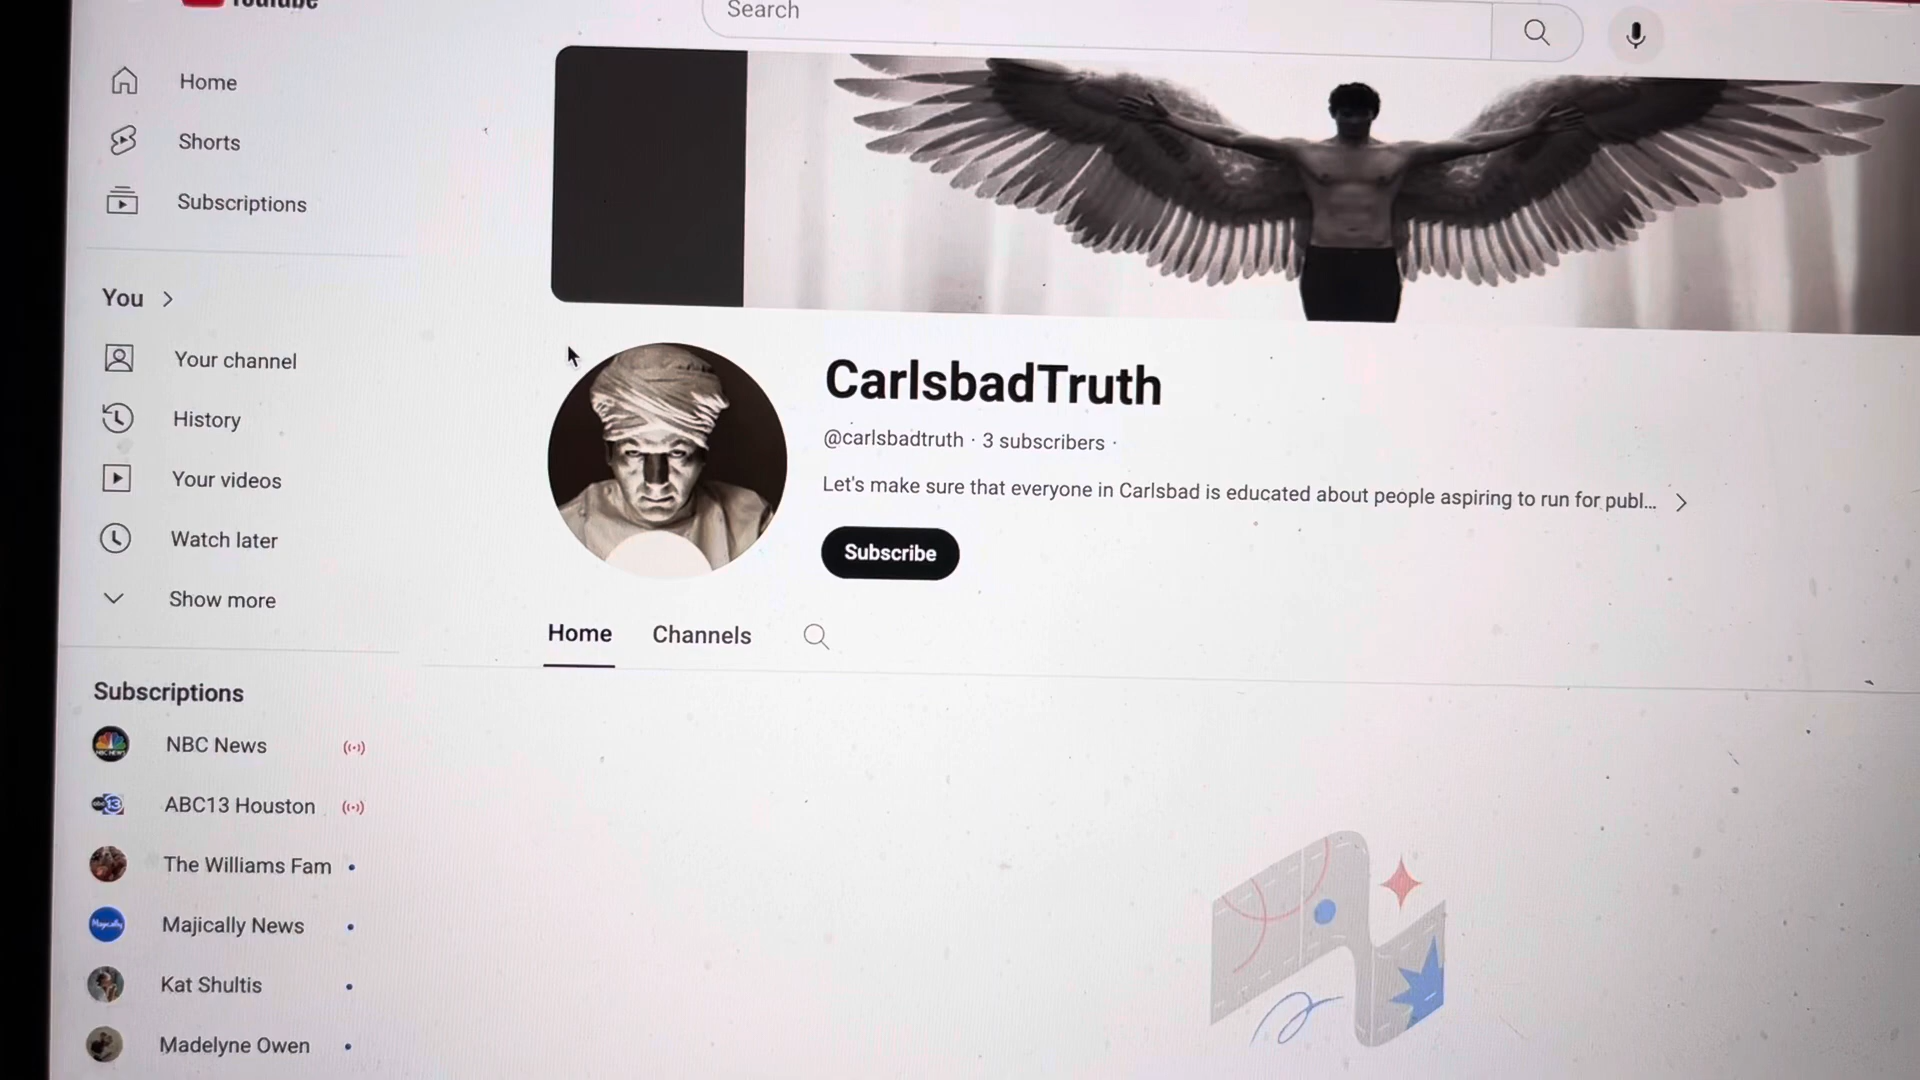 YouTube
Search
Home
Shorts
Subscriptions
You
Your channel
History
Your videos
Watch later
Show more
Subscriptions
NBC News
ABC13 Houston
The Williams Fam
Majically News
Kat Shultis
Madelyne Owen
CarlsbadTruth
@carlsbadtruth · 3 subscribers ·
Let's make sure that everyone in Carlsbad is educated about people aspiring to run for publ...
Subscribe
Home Channels